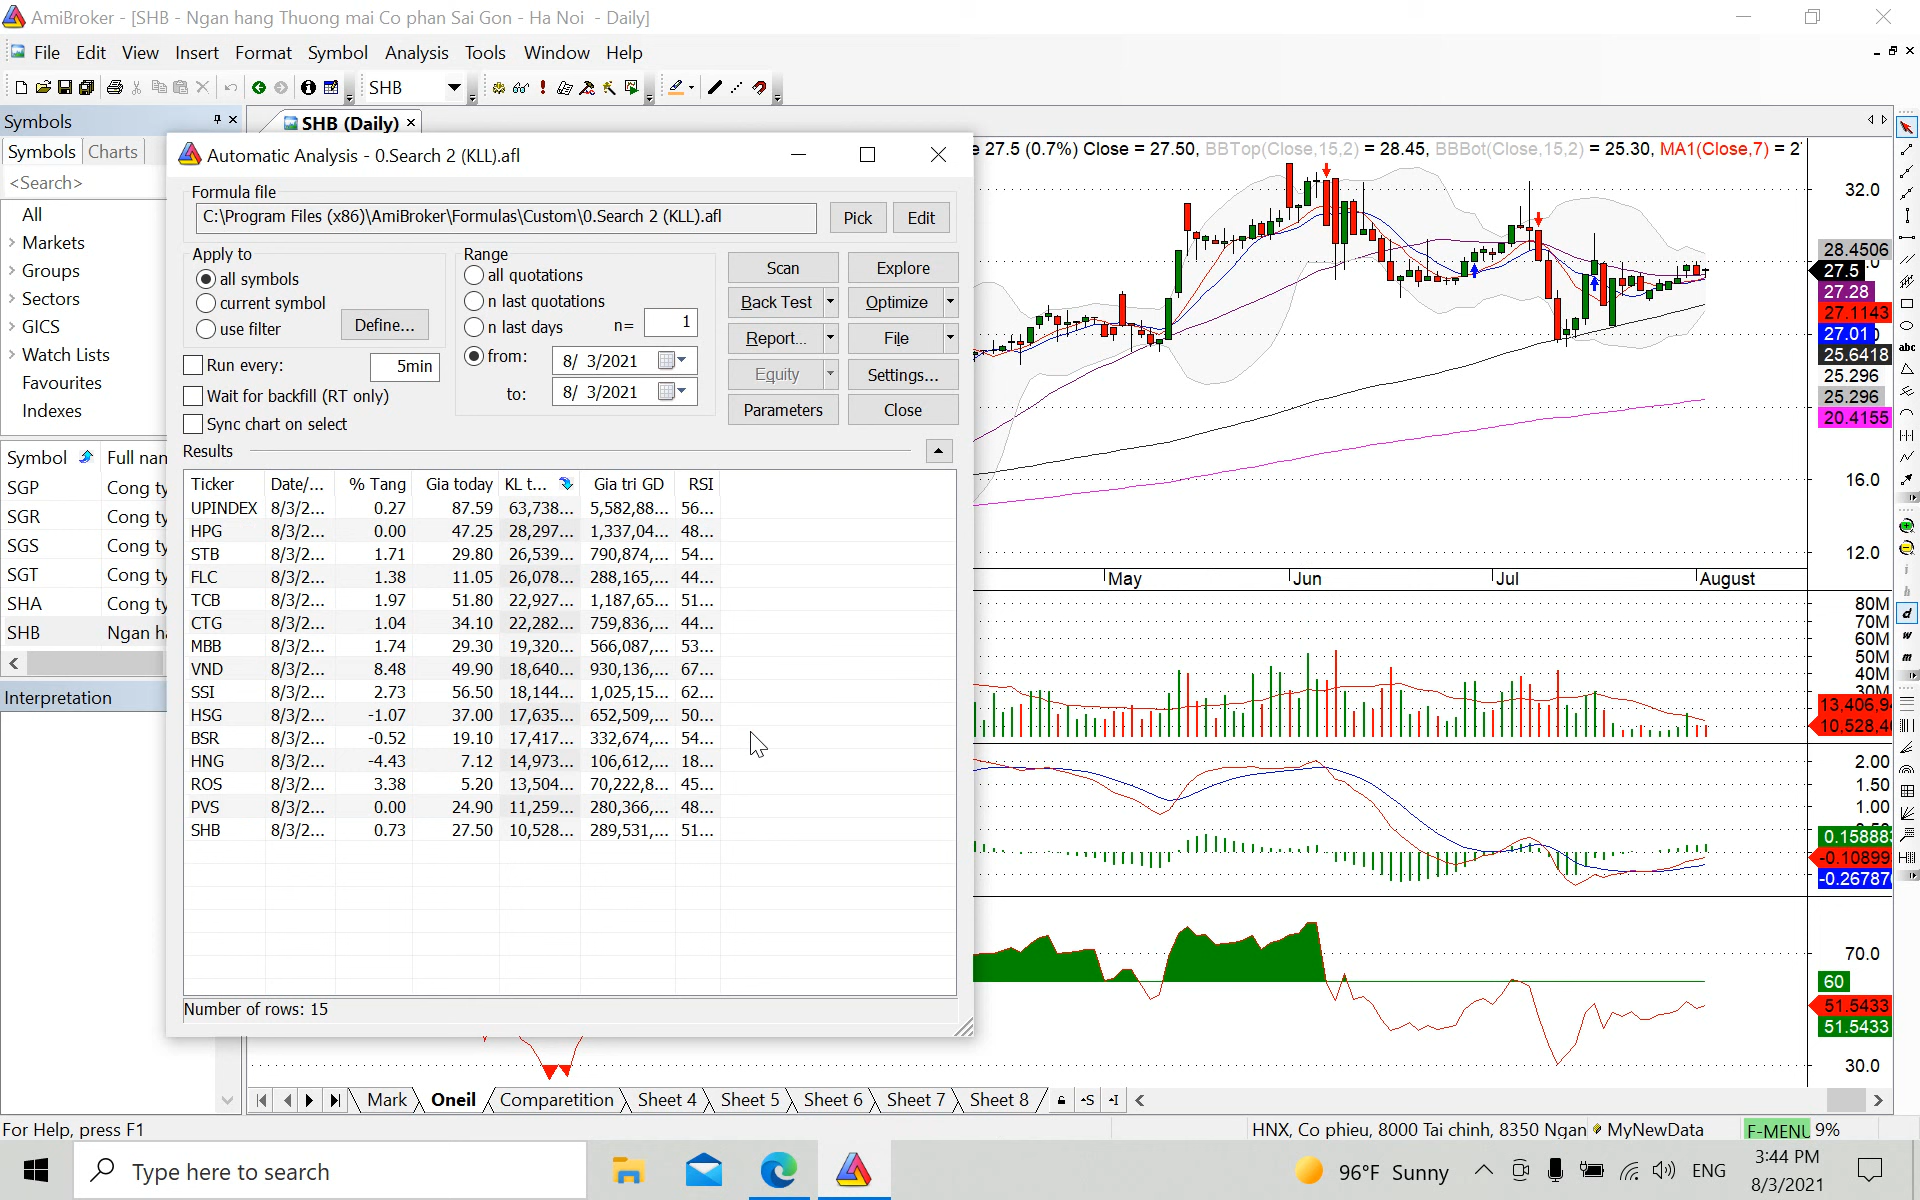 AmiBroker - [SHB - Ngan hang Thuong mai Co phan Sai Gon - Ha Noi - Daily]
File Edit View Insert Format Symbol Analysis Tools Window Help
SHB
Symbols
SHB (Daily)
Symbols Charts
<Search>
All
Markets
Groups
Sectors
GICS
Watch Lists
Favourites
Indexes
Symbol Full nan
SGP Cong ty
SGR Cong ty
SGS Cong ty
SGT Cong ty
SHA Cong ty
SHB Ngan ha
Interpretation
Automatic Analysis - 0.Search 2 (KLL).afl
Formula file
C:\Program Files (x86)\AmiBroker\Formulas\Custom\0.Search 2 (KLL).afl
Pick Edit
Apply to
all symbols
current symbol
use filter
Define...
Run every: 5min
Wait for backfill (RT only)
Sync chart on select
Range
all quotations
n last quotations
n last days n= 1
from: 8/ 3/2021
to: 8/ 3/2021
Scan Explore
Back Test Optimize
Report... File
Equity Settings...
Parameters Close
Results
Ticker Date/... % Tang Gia today KL t... Gia tri GD RSI
UPINDEX 8/3/2... 0.27 87.59 63,738... 5,582,88... 56...
HPG 8/3/2... 0.00 47.25 28,297... 1,337,04... 48...
STB 8/3/2... 1.71 29.80 26,539... 790,874,... 54...
FLC 8/3/2... 1.38 11.05 26,078... 288,165,... 44...
TCB 8/3/2... 1.97 51.80 22,927... 1,187,65... 51...
CTG 8/3/2... 1.04 34.10 22,282... 759,836,... 44...
MBB 8/3/2... 1.74 29.30 19,320... 566,087,... 53...
VND 8/3/2... 8.48 49.90 18,640... 930,136,... 67...
SSI 8/3/2... 2.73 56.50 18,144... 1,025,15... 62...
HSG 8/3/2... -1.07 37.00 17,635... 652,509,... 50...
BSR 8/3/2... -0.52 19.10 17,417... 332,674,... 54...
HNG 8/3/2... -4.43 7.12 14,973... 106,612,... 18...
ROS 8/3/2... 3.38 5.20 13,504... 70,222,8... 45...
PVS 8/3/2... 0.00 24.90 11,259... 280,366,... 48...
SHB 8/3/2... 0.73 27.50 10,528... 289,531,... 51...
Number of rows: 15
e 27.5 (0.7%) Close = 27.50, BBTop(Close,15,2) = 28.45, BBBot(Close,15,2) = 25.30, MA1(Close,7) = 2
32.0
28.4506
27.5
27.28
27.1143
27.01
25.6418
25.296
25.296
20.4155
16.0
12.0
May Jun Jul August
80M
70M
60M
50M
40M
30M
13,406,9
10,528,4
2.00
1.50
1.00
0.15888
-0.10899
-0.26787
70.0
60
51.5433
51.5433
30.0
abc
d
w
m
Mark Oneil Comparetition Sheet 4 Sheet 5 Sheet 6 Sheet 7 Sheet 8
For Help, press F1
HNX, Co phieu, 8000 Tai chinh, 8350 Ngan MyNewData F-MENU 9%
Type here to search
96°F Sunny
ENG
3:44 PM
8/3/2021